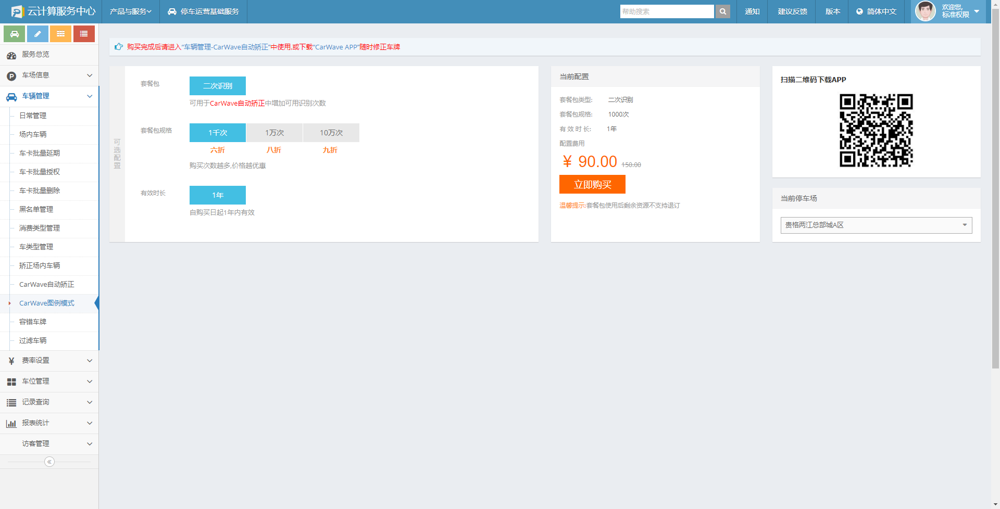 云计算服务中心
产品与服务
停车运营基础服务
帮助搜索
通知
建议反馈
版本
简体中文
欢迎您,
标准权限
服务总览
车场信息
车辆管理
日常管理
场内车辆
车卡批量延期
车卡批量授权
车卡批量删除
黑名单管理
消费类型管理
车类型管理
矫正场内车辆
CarWave自动矫正
CarWave图例模式
容错车牌
过滤车辆
费率设置
车位管理
记录查询
报表统计
访客管理
购买完成后请进入“车辆管理-CarWave自动矫正”中使用,或下载“CarWave APP”随时修正车牌
可选配置
套餐包
二次识别
可用于CarWave自动矫正中增加可用识别次数
套餐包规格
1千次 1万次 10万次
六折 八折 九折
购买次数越多,价格越优惠
有效时长
1年
自购买日起1年内有效
当前配置
套餐包类型: 二次识别
套餐包规格: 1000次
有 效 时 长: 1年
配置费用
¥ 90.00 150.00
立即购买
温馨提示:套餐包使用后剩余资源不支持退订
扫描二维码下载APP
当前停车场
贵格两江总部城A区